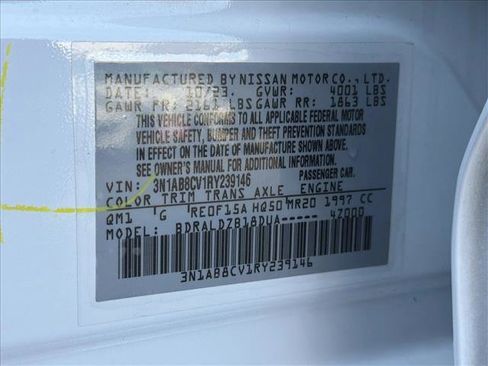 MANUFACTURED BY NISSAN MOTOR CO., LTD.
DATE: 10/23. GVWR: 4001 LBS
GAWR FR: 2161 LBS GAWR RR: 1863 LBS
THIS VEHICLE CONFORMS TO ALL APPLICABLE FEDERAL MOTOR
VEHICLE SAFETY, BUMPER AND THEFT PREVENTION STANDARDS
IN EFFECT ON THE DATE OF MANUFACTURE SHOWN ABOVE.
SEE OWNER'S MANUAL FOR ADDITIONAL INFORMATION.
VIN: 3N1AB8CV1RY239146 PASSENGER CAR.
COLOR TRIM TRANS AXLE ENGINE
QM1 G RE0F15A HQ50 MR20 1997 CC
MODEL: BDRALDZB18DUA----- 47000
3N1AB8CV1RY239146